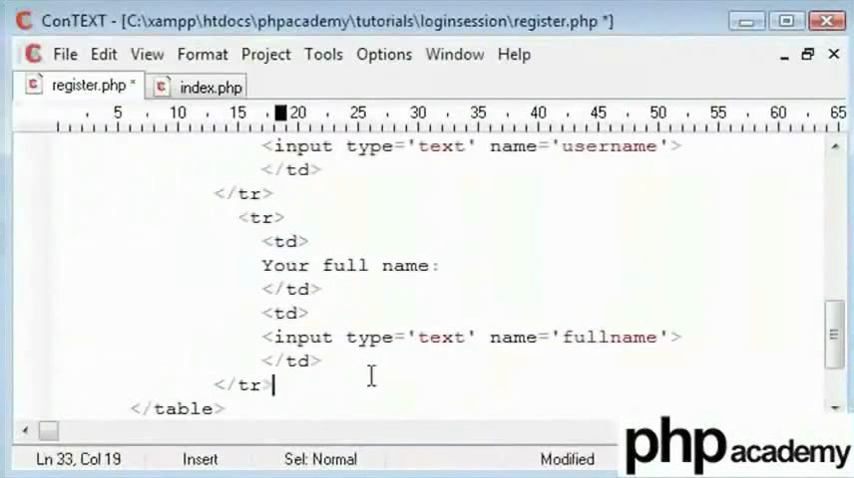 ConTEXT - [C:\xampp\htdocs\phpacademy\tutorials\loginsession\register.php *]
File Edit View Format Project Tools Options Window Help
register.php * index.php
5 10 15 20 25 30 35 40 45 50 55 60 65
<input type='text' name='username'>
</td>
</tr>
<tr>
<td>
Your full name:
</td>
<td>
<input type='text' name='fullname'>
</td>
</tr>
</table>
Ln 33, Col 19 Insert Sel: Normal Modified
php academy